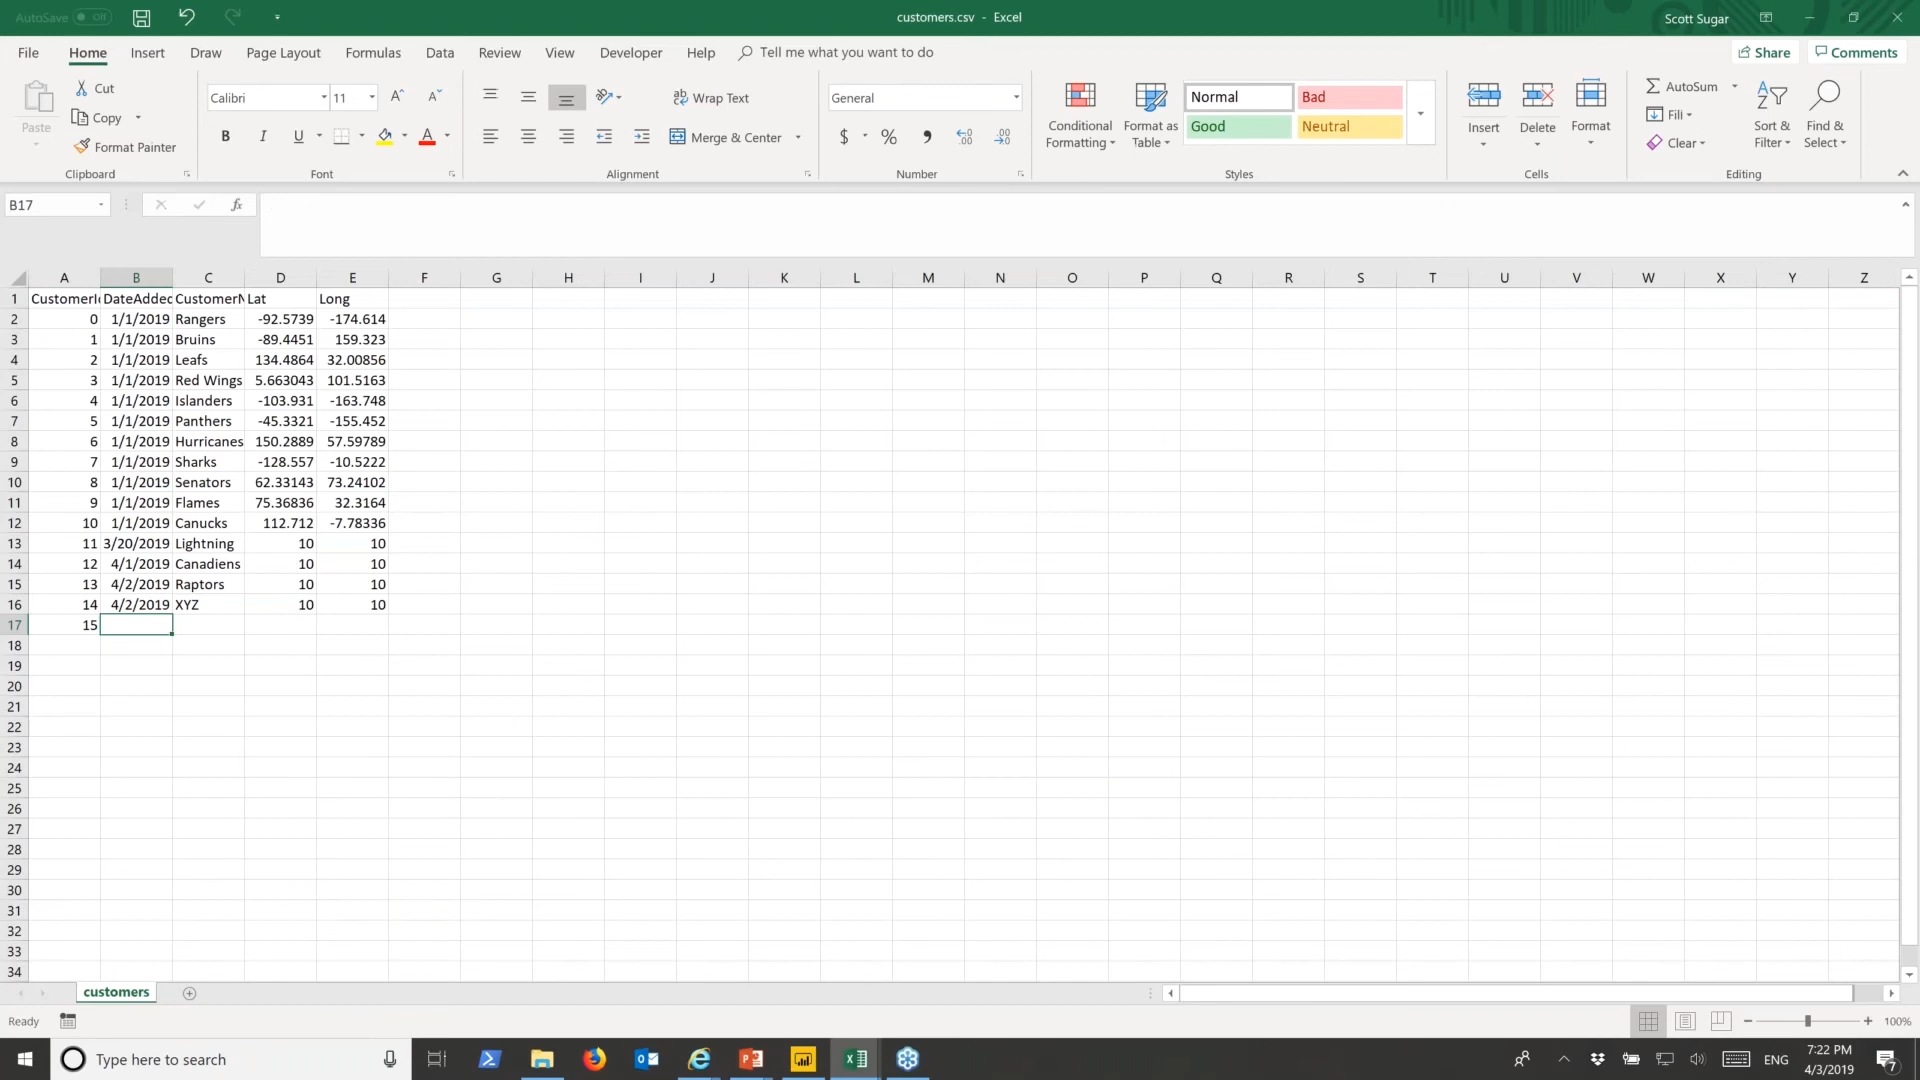 AutoSave Off
customers.csv - Excel
Scott Sugar
File Home Insert Draw Page Layout Formulas Data Review View Developer Help Tell me what you want to do
Share Comments
Paste
Cut
Copy
Format Painter
Clipboard
Calibri 11
B I U A
Font
Wrap Text
Merge & Center
Alignment
General
$ % , .00 .00
Number
Conditional Formatting
Format as Table
Normal Bad
Good Neutral
Styles
Insert Delete Format
Cells
AutoSum
Fill
Clear
Sort & Filter
Find & Select
Editing
B17 fx
A B C D E F G H I J K L M N O P Q R S T U V W X Y Z
1 CustomerI DateAdded CustomerN Lat Long
2 0 1/1/2019 Rangers -92.5739 -174.614
3 1 1/1/2019 Bruins -89.4451 159.323
4 2 1/1/2019 Leafs 134.4864 32.00856
5 3 1/1/2019 Red Wings 5.663043 101.5163
6 4 1/1/2019 Islanders -103.931 -163.748
7 5 1/1/2019 Panthers -45.3321 -155.452
8 6 1/1/2019 Hurricanes 150.2889 57.59789
9 7 1/1/2019 Sharks -128.557 -10.5222
10 8 1/1/2019 Senators 62.33143 73.24102
11 9 1/1/2019 Flames 75.36836 32.3164
12 10 1/1/2019 Canucks 112.712 -7.78336
13 11 3/20/2019 Lightning 10 10
14 12 4/1/2019 Canadiens 10 10
15 13 4/2/2019 Raptors 10 10
16 14 4/2/2019 XYZ 10 10
17 15
18
19
20
21
22
23
24
25
26
27
28
29
30
31
32
33
34
customers
Ready
100%
Type here to search
ENG
7:22 PM
4/3/2019
7